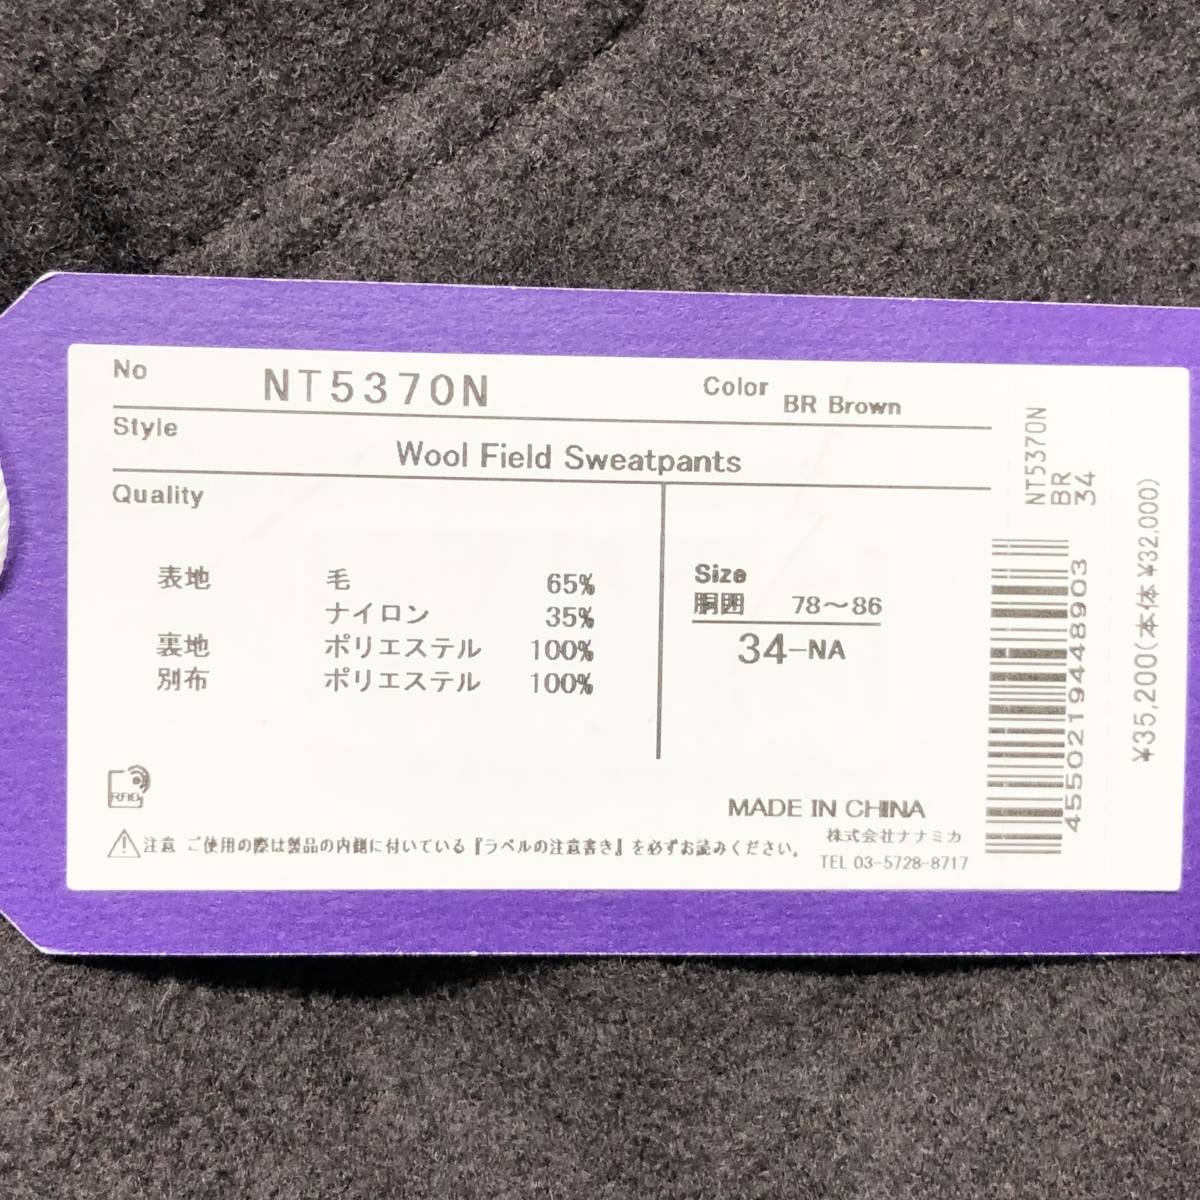 No NT5370N Color BR Brown
Style
Wool Field Sweatpants
Quality
表地 毛 65%
ナイロン 35%
裏地 ポリエステル 100%
別布 ポリエステル 100%
Size
胴囲 78～86
34-NA
RFID
MADE IN CHINA
株式会社ナナミカ
TEL 03-5728-8717
注意 ご使用の際は製品の内側に付いている『ラベルの注意書き』を必ずお読みください。
NT5370N
BR
34
4550219448903
¥35,200(本体 ¥32,000)